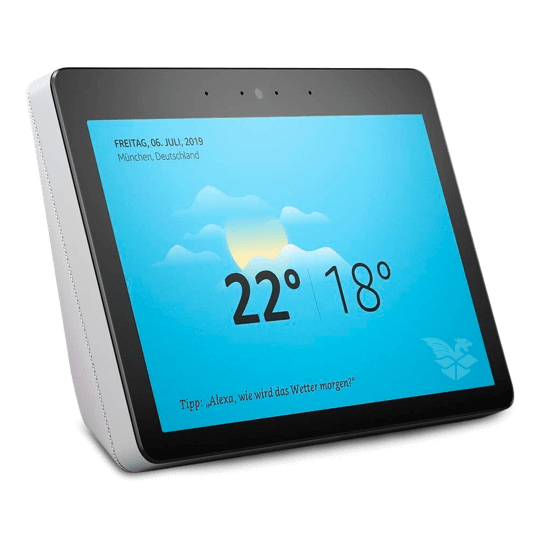 FREITAG, 06. JULI, 2019
München, Deutschland
22° 18°
Tipp: „Alexa, wie wird das Wetter morgen?“